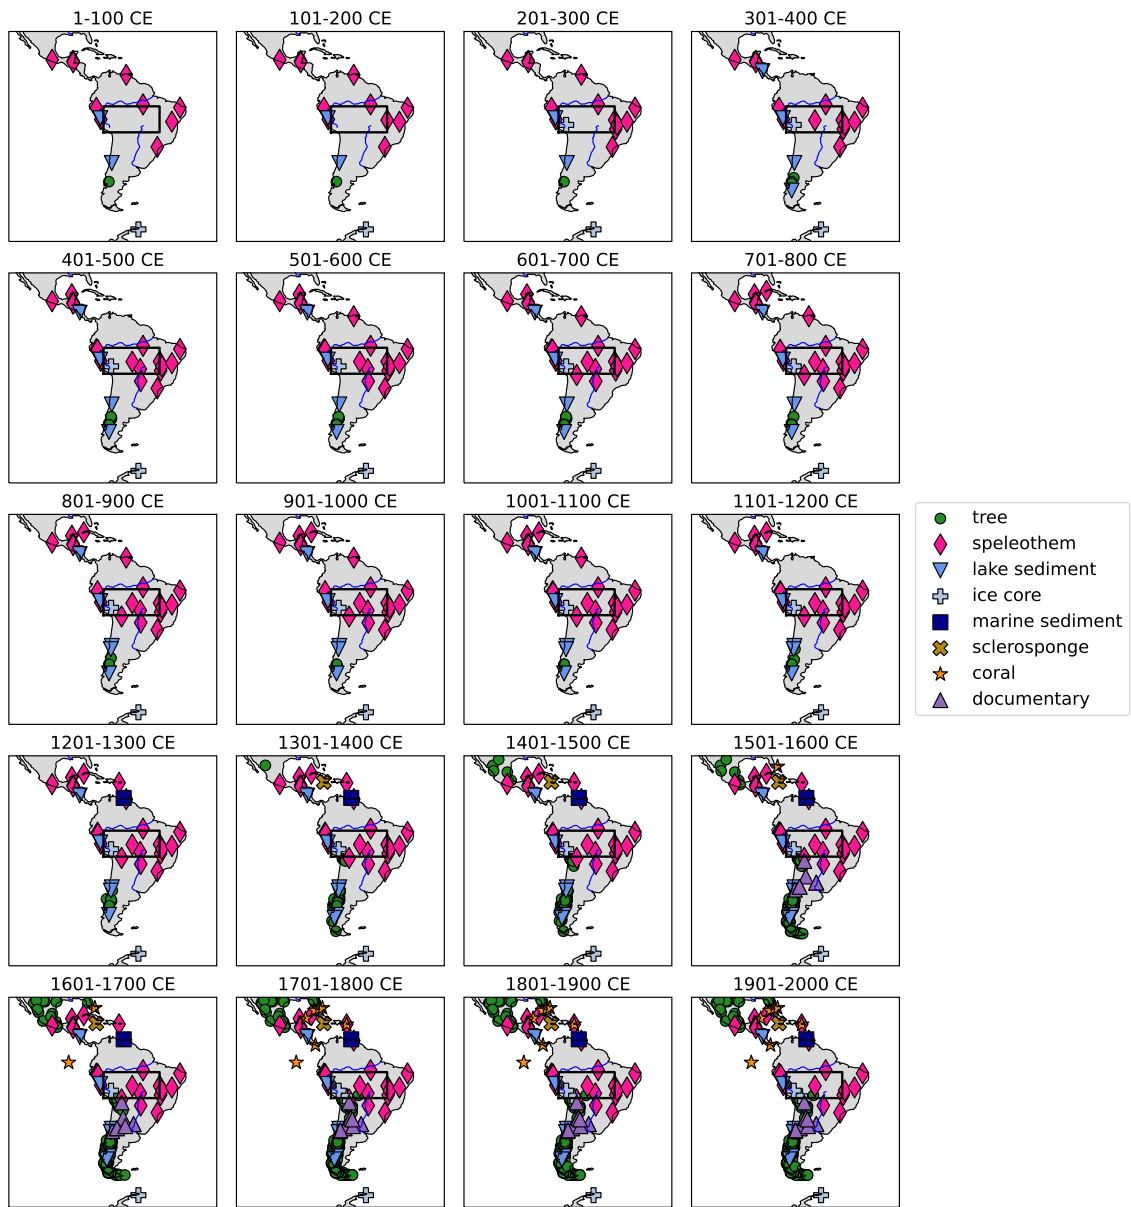 1-100 CE
101-200 CE
201-300 CE
301-400 CE
401-500 CE
501-600 CE
601-700 CE
701-800 CE
801-900 CE
901-1000 CE
1001-1100 CE
1101-1200 CE
tree
speleothem
lake sediment
ice core
marine sediment
sclerosponge
coral
documentary
1201-1300 CE
1301-1400 CE
1401-1500 CE
1501-1600 CE
1601-1700 CE
1701-1800 CE
1801-1900 CE
1901-2000 CE